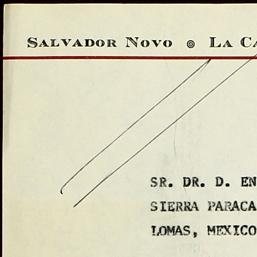 SALVADOR NOVO ⌾ LA CA
SR. DR. D. EN
SIERRA PARACA
LOMAS, MEXICO